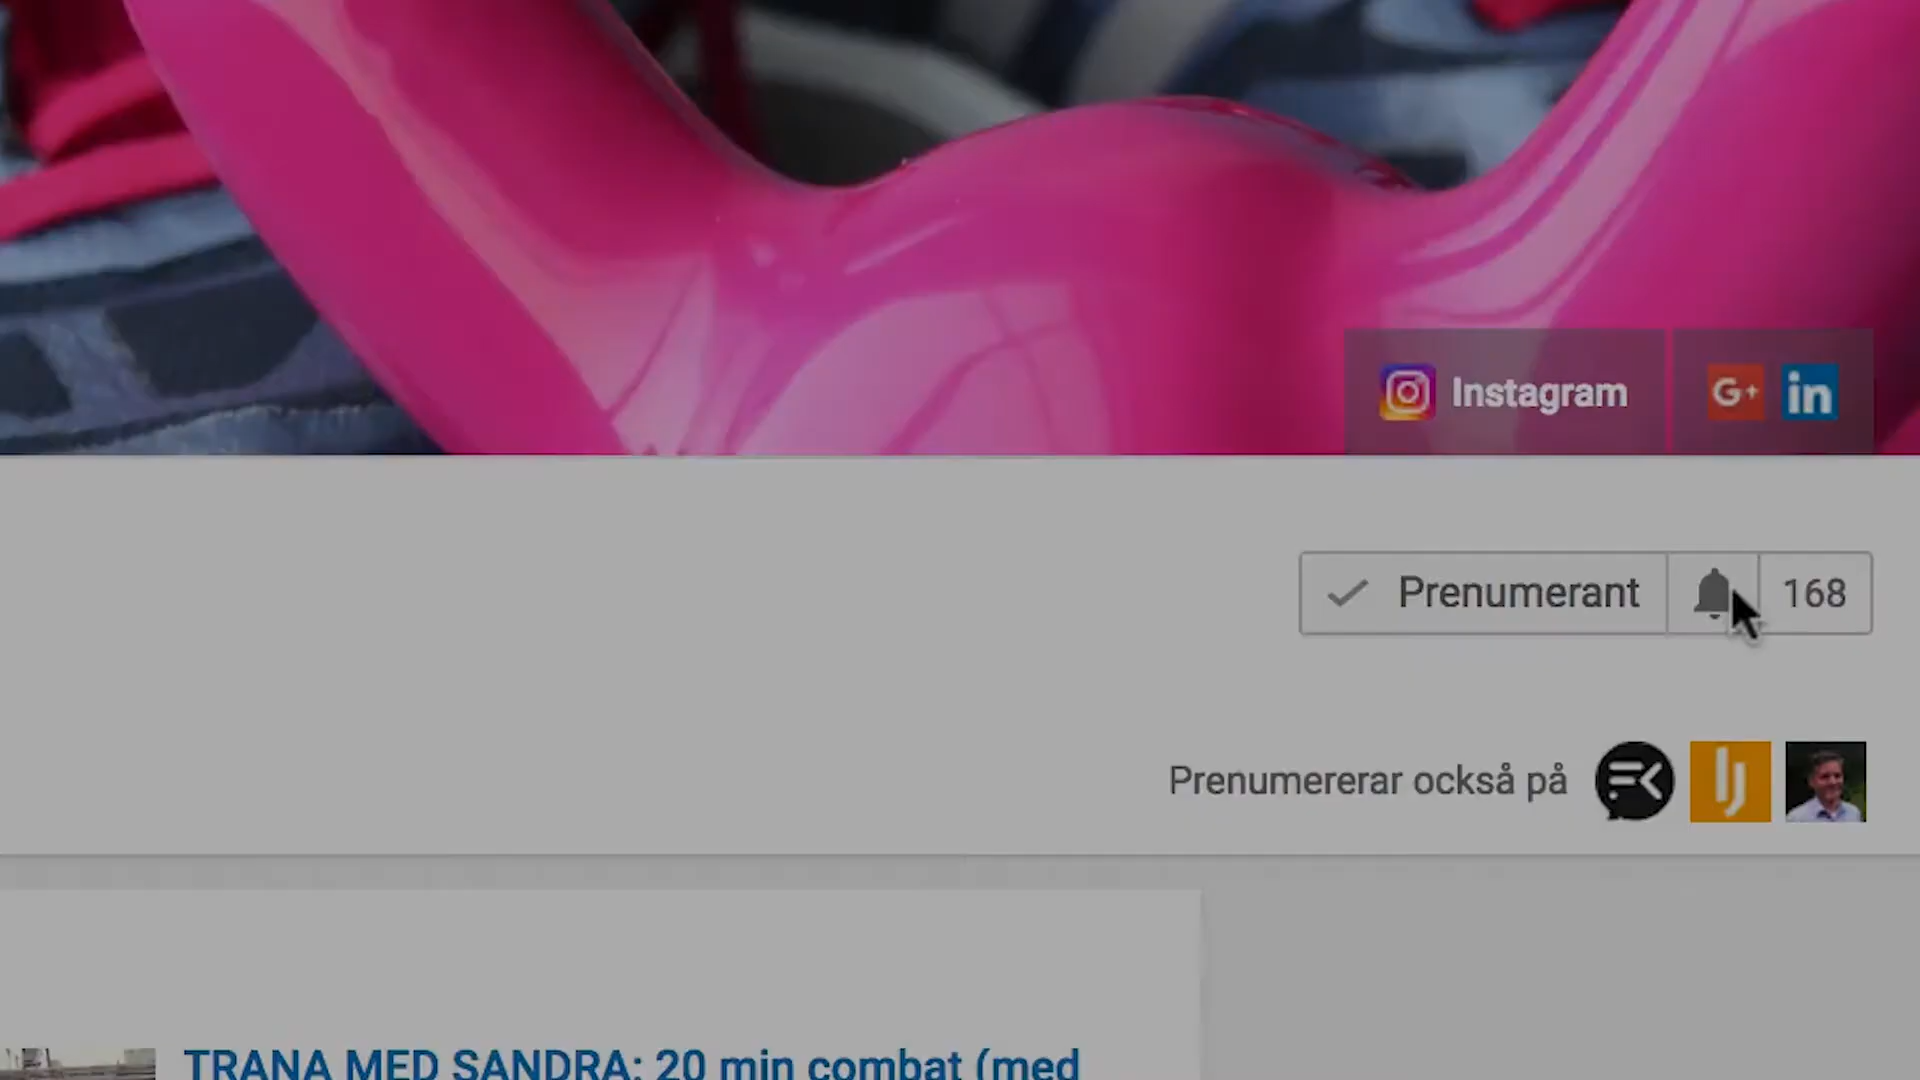 Instagram
G+ in
Prenumerant
168
Prenumererar också på
TRANA MED SANDRA: 20 min combat (med